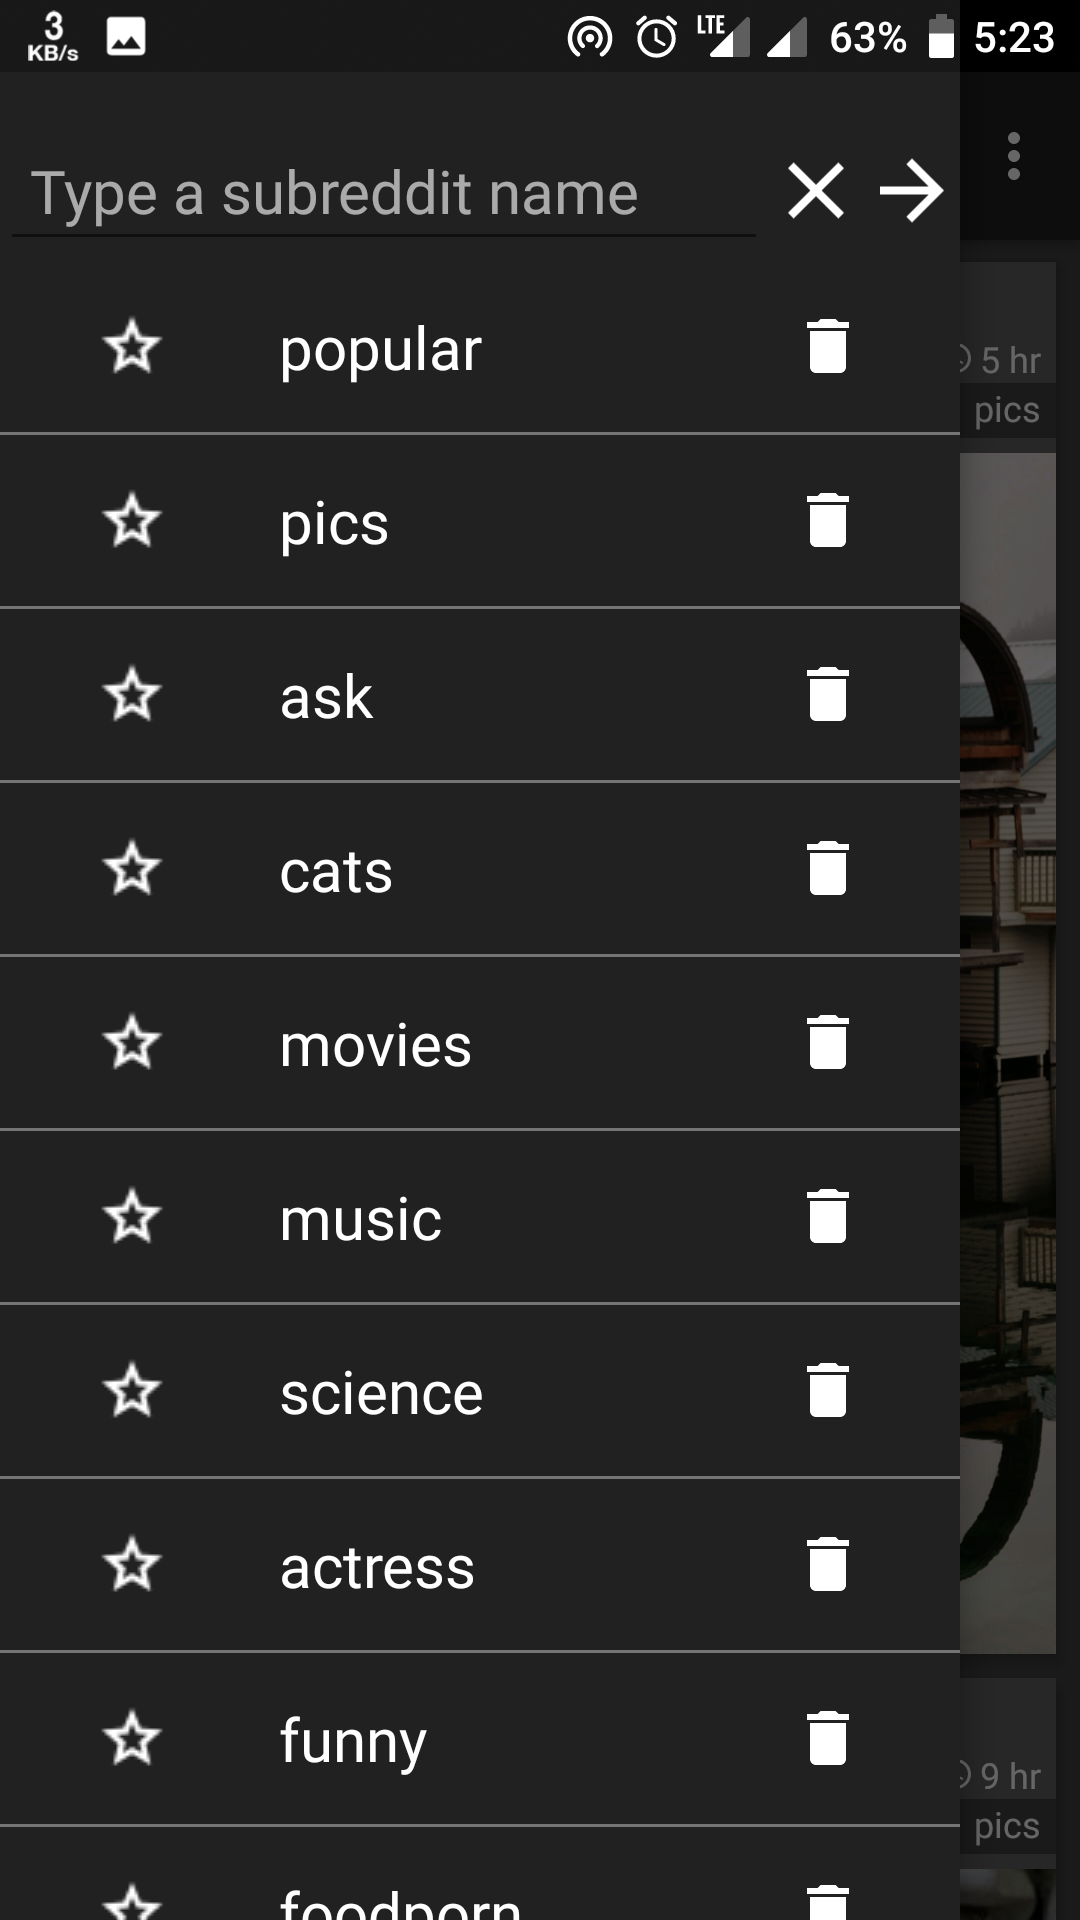 3
KB/s
LTE
63%
5:23
Type a subreddit name
5 hr
pics
popular
pics
ask
cats
movies
music
science
actress
funny
9 hr
pics
foodporn